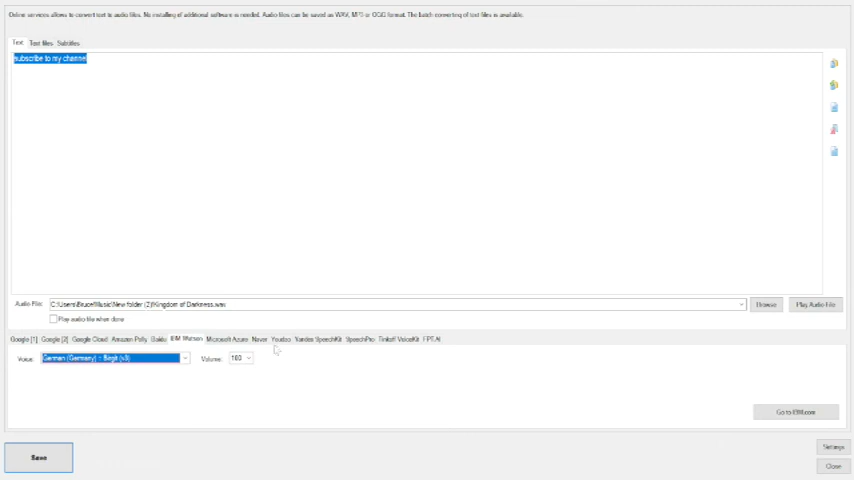 Online services allows to convert text to audio files. No installing of additional software is needed. Audio files can be saved as WAV, MP3 or OGG format. The batch converting of text files is available.
Text Text files Subtitles
subscribe to my channel
Audio File: C:\Users\Bruce\Music\New folder (2)\Kingdom of Darkness.wav Browse Play Audio File
Play audio file when done
Google [1] Google [2] Google Cloud Amazon Polly Baidu IBM Watson Microsoft Azure Naver Youdao Yandex SpeechKit SpeechPro Tinkoff VoiceKit FPT.AI
Voice: German (Germany) :: Birgit (v3) Volume: 100
Go to IBM.com
Save
Settings
Close